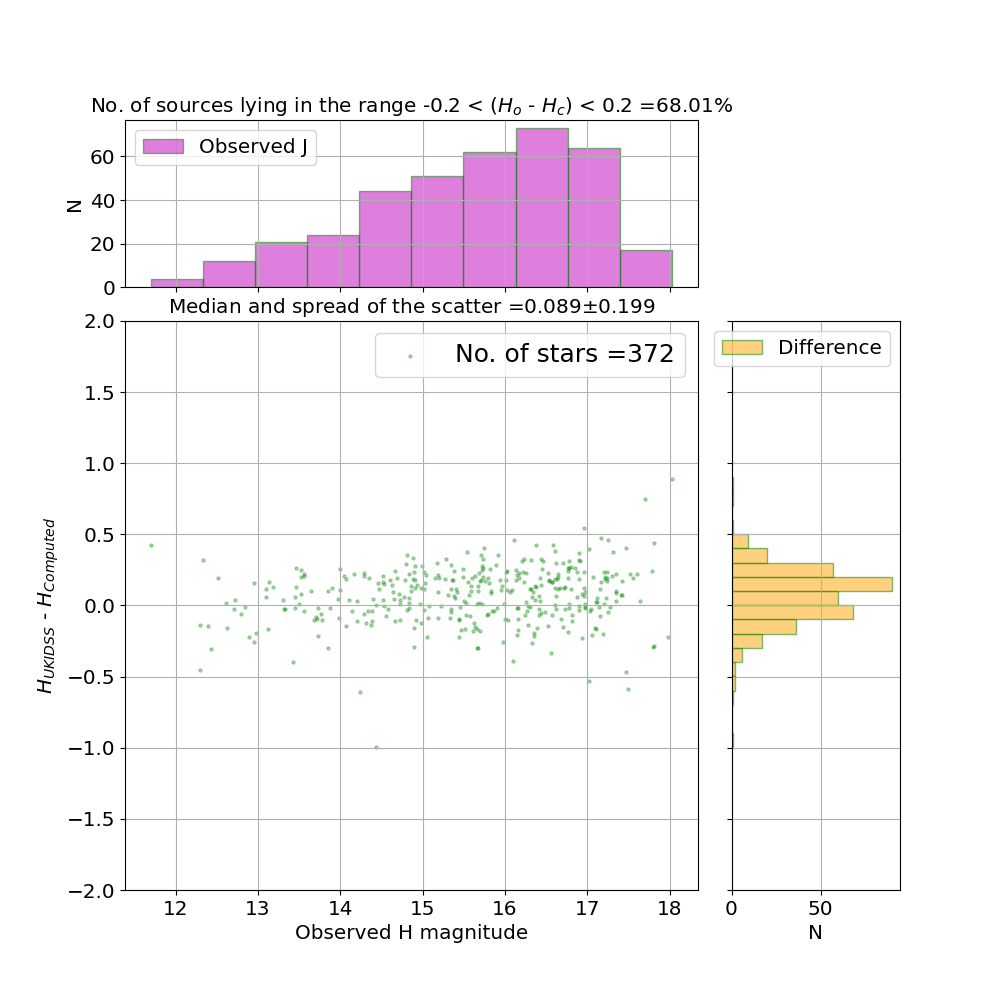 No. of sources lying in the range -0.2 < (Hₒ - H_c) < 0.2 =68.01%
Observed J
60
40
20
0
N
Median and spread of the scatter =0.089±0.199
No. of stars =372
Difference
2.0
1.5
1.0
0.5
0.0
−0.5
−1.0
−1.5
−2.0
H_UKIDSS - H_Computed
12 13 14 15 16 17 18
Observed H magnitude
0 50
N